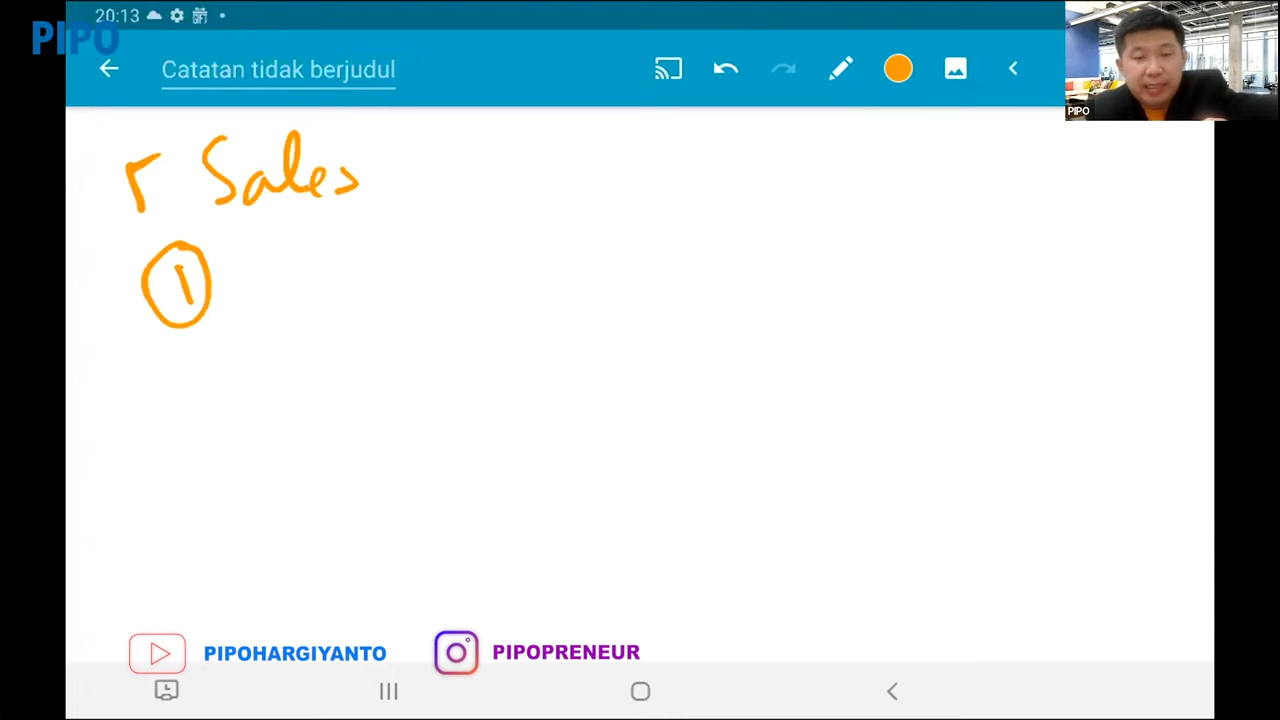 20:13
PIPO
Catatan tidak berjudul
PIPO
r Sales
1
PIPOHARGIYANTO PIPOPRENEUR